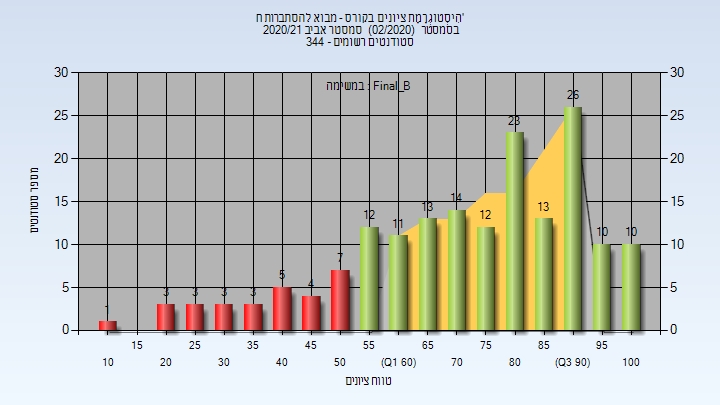 'הִיסְטוגרָמַת ציונים בקורס - מבוא להסתברות ח
בסמסטר (02/2020) סמסטר אביב 2020/21
סטודנטים רשומים - 344
במשימה : Final_B
30 30
25 25
20 20
15 15
10 10
5 5
0 0
1 3 3 3 3 5 4 7 12 11 13 14 12 23 13 26 10 10
מספר סטודנטים
15 25 35 45 55 65 75 85 95
10 20 30 40 50 (Q1 60) 70 80 (Q3 90) 100
טווח ציונים